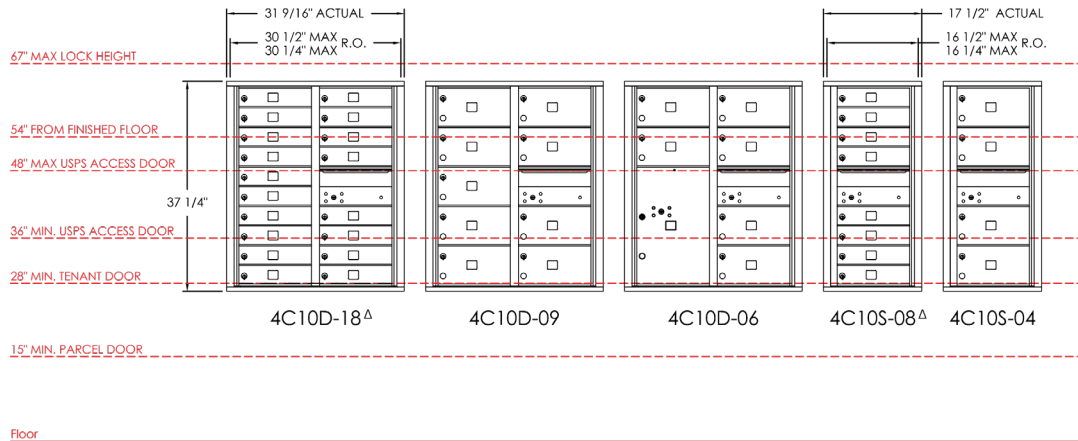 31 9/16" ACTUAL
17 1/2" ACTUAL
30 1/2" MAX
30 1/4" MAX
R.O.
16 1/2" MAX
16 1/4" MAX
R.O.
67" MAX LOCK HEIGHT
54" FROM FINISHED FLOOR
48" MAX USPS ACCESS DOOR
37 1/4"
36" MIN. USPS ACCESS DOOR
28" MIN. TENANT DOOR
4C10D-18Δ
4C10D-09
4C10D-06
4C10S-08Δ
4C10S-04
15" MIN. PARCEL DOOR
Floor